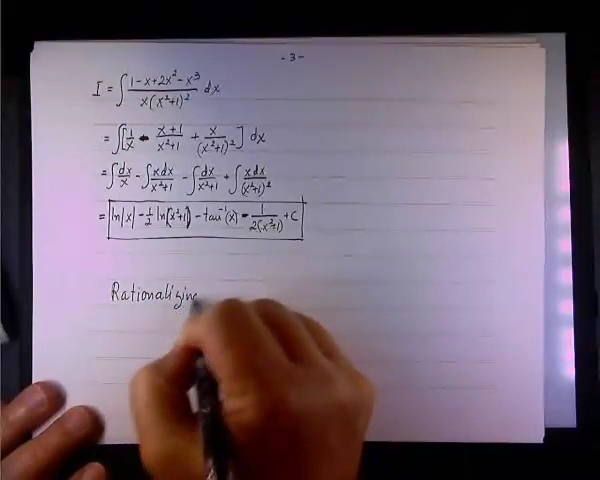 -3-
I = ∫ (1-x+2x²-x³)/(x(x²+1)²) dx
= ∫[1/x - (x+1)/(x²+1) + x/(x²+1)²] dx
= ∫dx/x - ∫xdx/(x²+1) - ∫dx/(x²+1) + ∫xdx/(x²+1)²
= ln|x| - 1/2 ln(x²+1) - tan⁻¹(x) - 1/(2(x²+1)) + C
Rationalizing